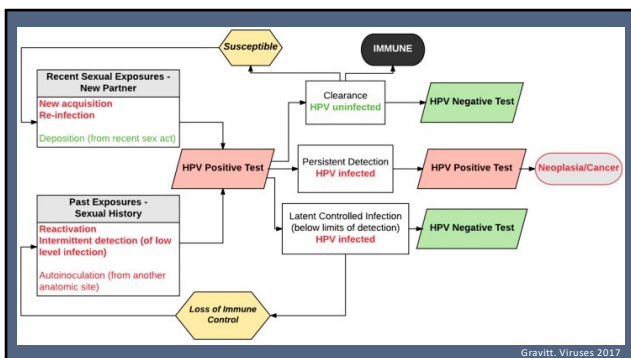 Susceptible
IMMUNE
Recent Sexual Exposures -
New Partner
New acquisition
Re-infection
Deposition (from recent sex act)
Clearance
HPV uninfected
HPV Negative Test
HPV Positive Test
Persistent Detection
HPV infected
HPV Positive Test
Neoplasia/Cancer
Past Exposures -
Sexual History
Reactivation
Intermittent detection (of low
level infection)
Autoinoculation (from another
anatomic site)
Latent Controlled Infection
(below limits of detection)
HPV infected
HPV Negative Test
Loss of Immune
Control
Gravitt. Viruses 2017